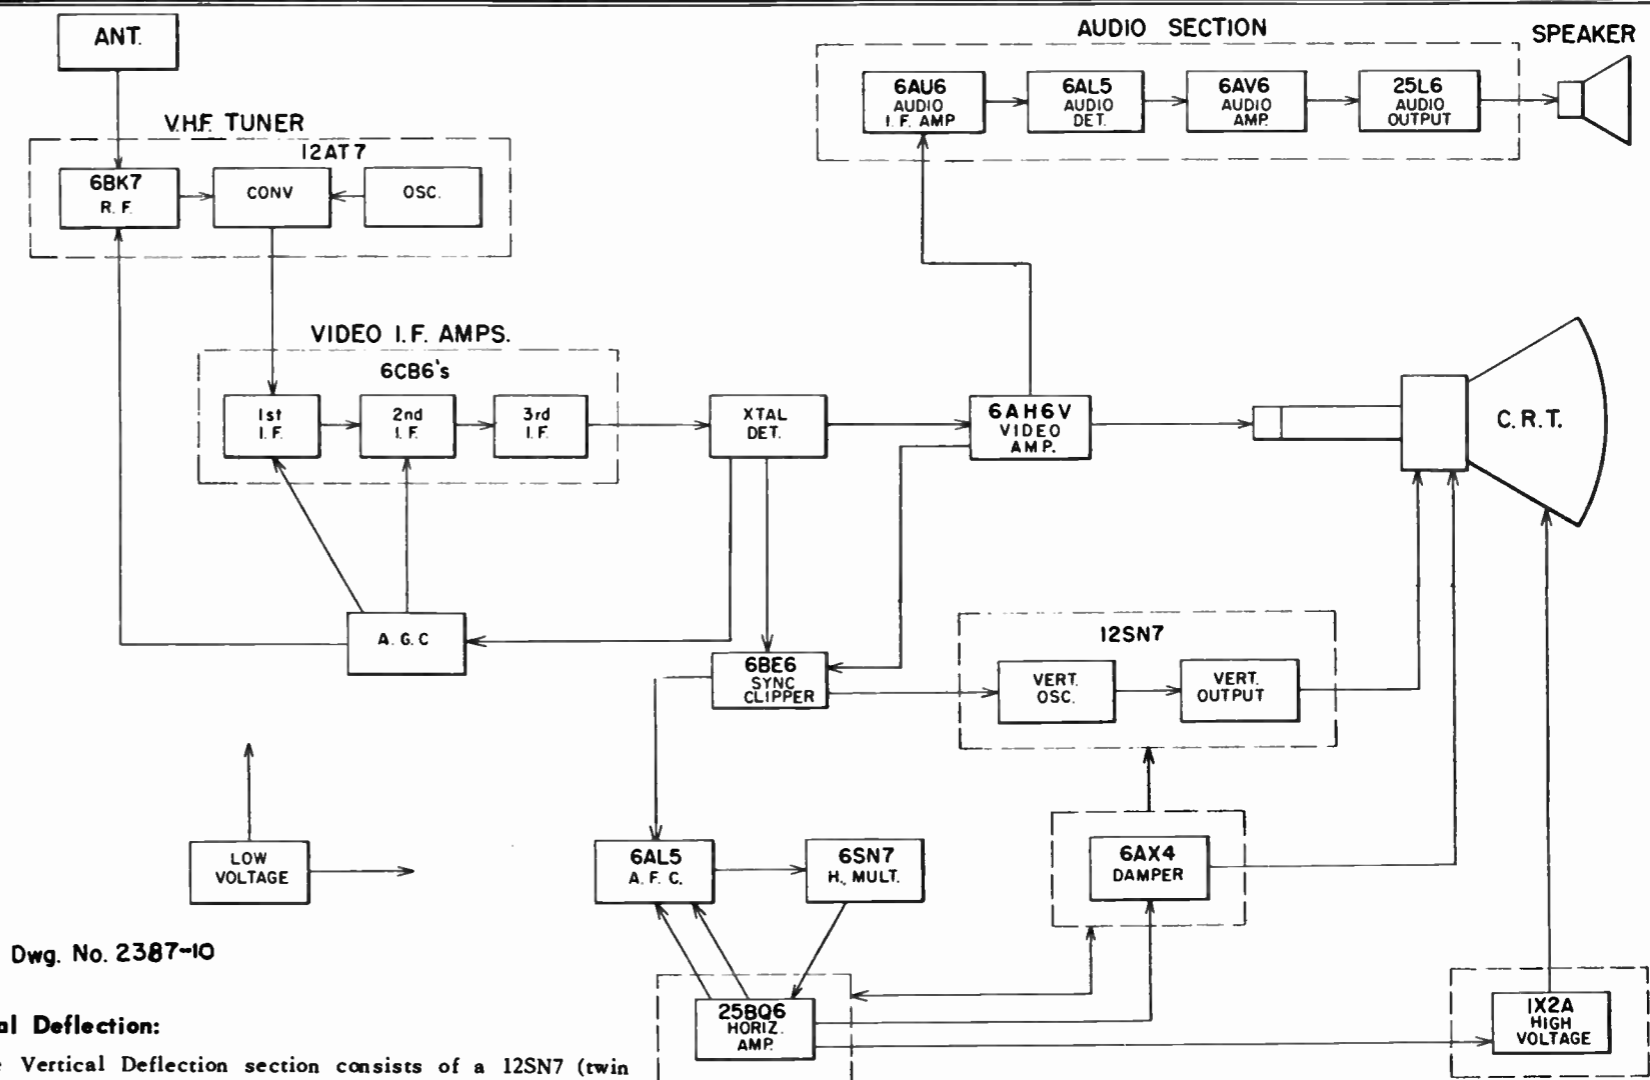 ANT.
V.H.F. TUNER
12AT7
6BK7
R. F.
CONV
OSC.
AUDIO SECTION
SPEAKER
6AU6
AUDIO
I. F. AMP
6AL5
AUDIO
DET.
6AV6
AUDIO
AMP.
25L6
AUDIO
OUTPUT
VIDEO I.F. AMPS.
6CB6's
1st
I.F.
2nd
I.F.
3rd
I.F.
XTAL
DET.
6AH6V
VIDEO
AMP.
C.R.T.
A.G.C
6BE6
SYNC
CLIPPER
12SN7
VERT.
OSC.
VERT.
OUTPUT
LOW
VOLTAGE
6AL5
A. F. C.
6SN7
H., MULT.
6AX4
DAMPER
25BQ6
HORIZ.
AMP.
1X2A
HIGH
VOLTAGE
Dwg. No. 2387-10
al Deflection:
e Vertical Deflection section consists of a 12SN7 (twin